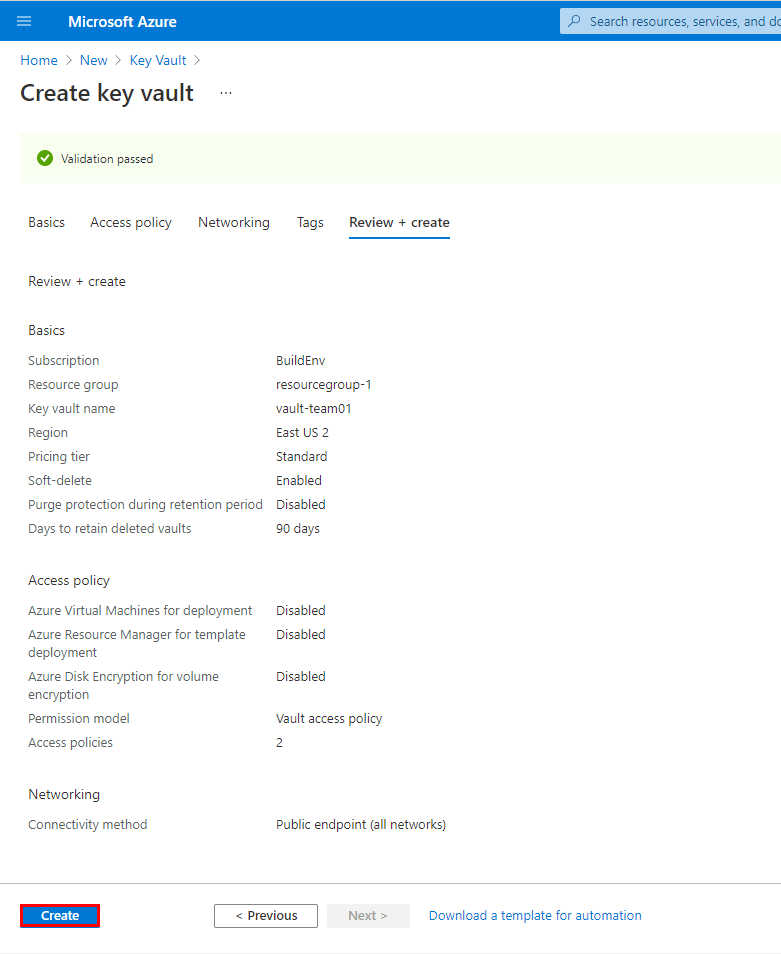 Microsoft Azure
Search resources, services, and do
Home > New > Key Vault >
Create key vault ...
Validation passed
Basics Access policy Networking Tags Review + create
Review + create
Basics
Subscription BuildEnv
Resource group resourcegroup-1
Key vault name vault-team01
Region East US 2
Pricing tier Standard
Soft-delete Enabled
Purge protection during retention period Disabled
Days to retain deleted vaults 90 days
Access policy
Azure Virtual Machines for deployment Disabled
Azure Resource Manager for template Disabled
deployment
Azure Disk Encryption for volume Disabled
encryption
Permission model Vault access policy
Access policies 2
Networking
Connectivity method Public endpoint (all networks)
Create < Previous Next > Download a template for automation